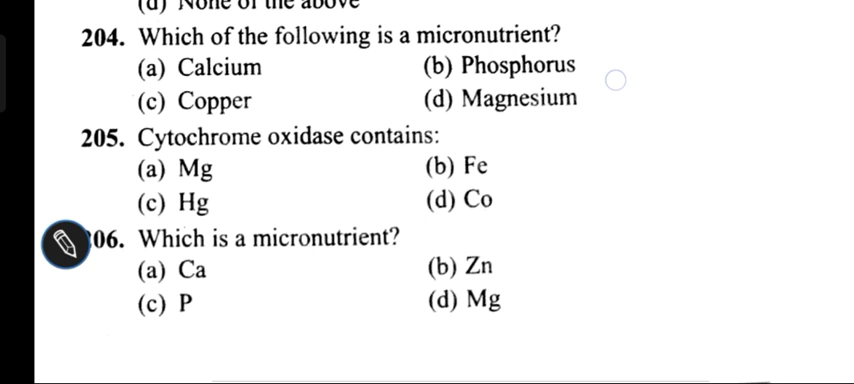 (d) None of the above
204. Which of the following is a micronutrient?
(a) Calcium (b) Phosphorus
(c) Copper (d) Magnesium
205. Cytochrome oxidase contains:
(a) Mg (b) Fe
(c) Hg (d) Co
06. Which is a micronutrient?
(a) Ca (b) Zn
(c) P (d) Mg